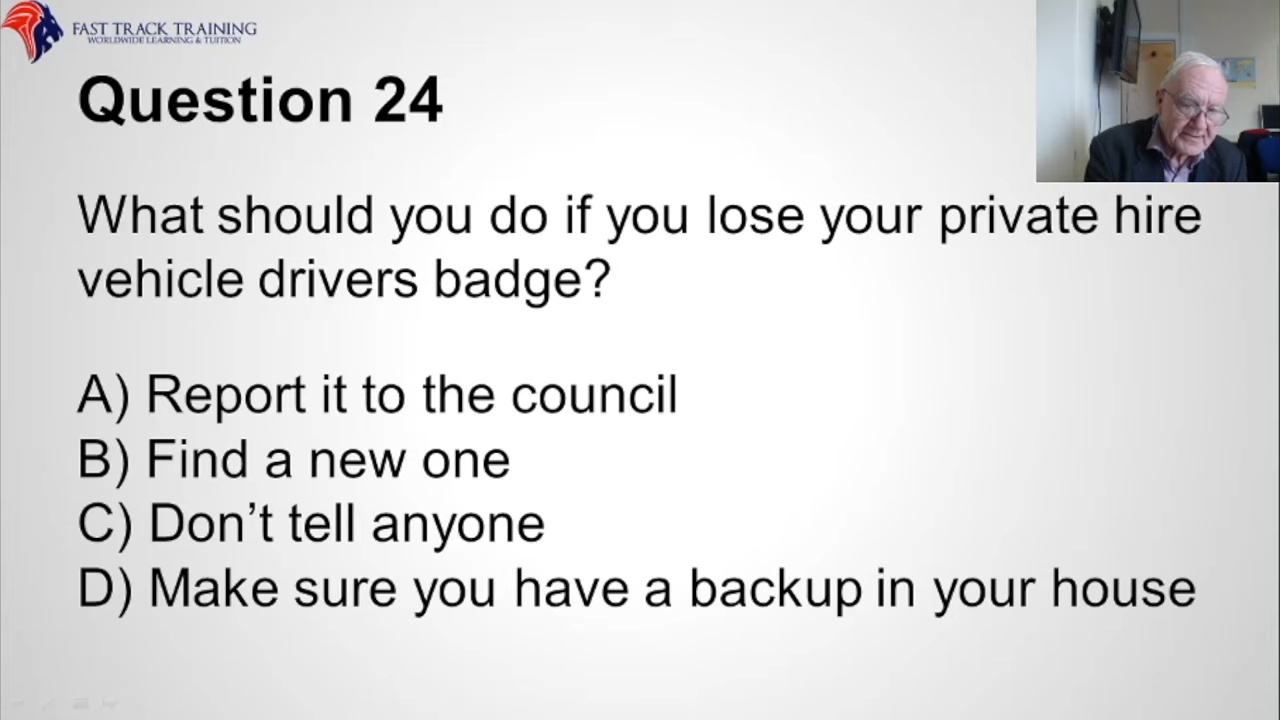 FAST TRACK TRAINING
WORLDWIDE LEARNING & TUITION
Question 24
What should you do if you lose your private hire
vehicle drivers badge?
A) Report it to the council
B) Find a new one
C) Don’t tell anyone
D) Make sure you have a backup in your house